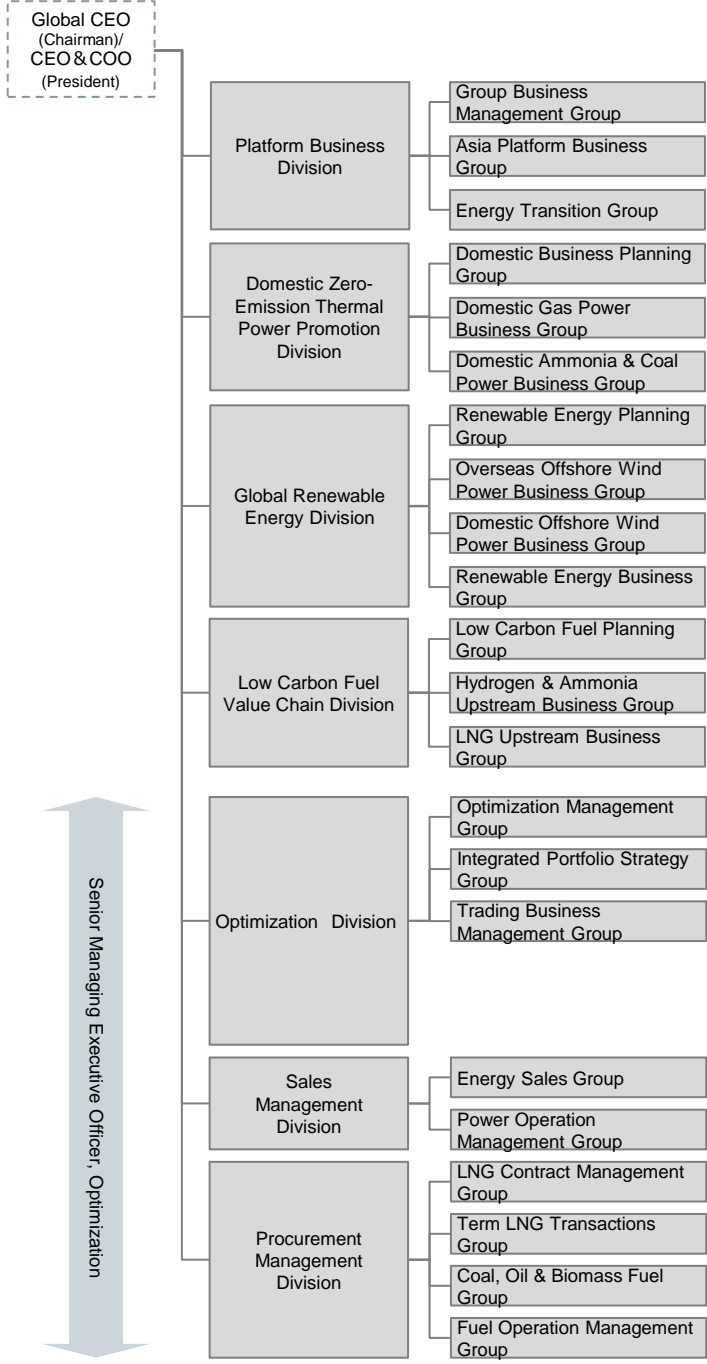 Global CEO
(Chairman)/
CEO & COO
(President)
Platform Business
Division
Group Business
Management Group
Asia Platform Business
Group
Energy Transition Group
Domestic Zero-
Emission Thermal
Power Promotion
Division
Domestic Business Planning
Group
Domestic Gas Power
Business Group
Domestic Ammonia & Coal
Power Business Group
Global Renewable
Energy Division
Renewable Energy Planning
Group
Overseas Offshore Wind
Power Business Group
Domestic Offshore Wind
Power Business Group
Renewable Energy Business
Group
Low Carbon Fuel
Value Chain Division
Low Carbon Fuel Planning
Group
Hydrogen & Ammonia
Upstream Business Group
LNG Upstream Business
Group
Senior Managing Executive Officer, Optimization
Optimization Division
Optimization Management
Group
Integrated Portfolio Strategy
Group
Trading Business
Management Group
Sales
Management
Division
Energy Sales Group
Power Operation
Management Group
Procurement
Management
Division
LNG Contract Management
Group
Term LNG Transactions
Group
Coal, Oil & Biomass Fuel
Group
Fuel Operation Management
Group